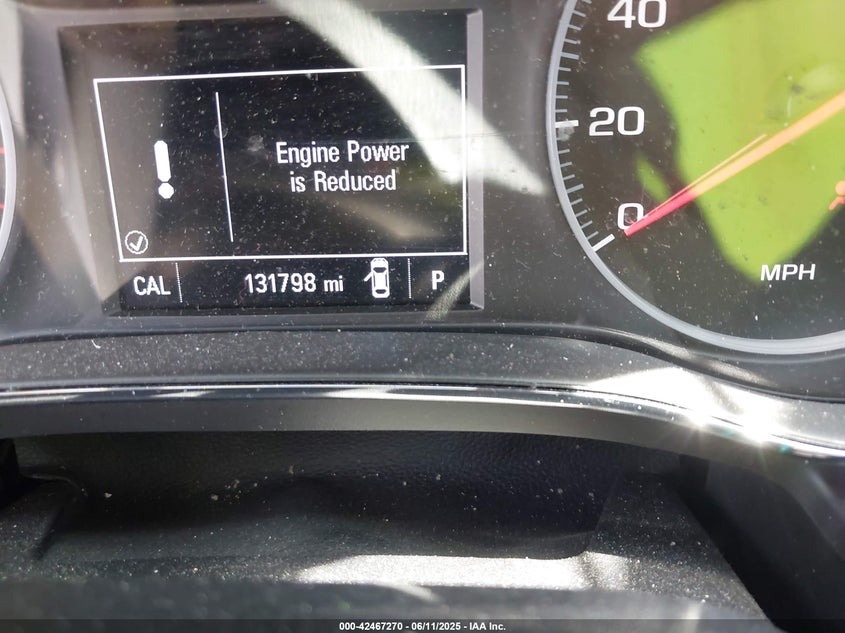 40
20
0
MPH
Engine Power
is Reduced
CAL 131798 mi P
000-42467270 - 06/11/2025 - IAA Inc.